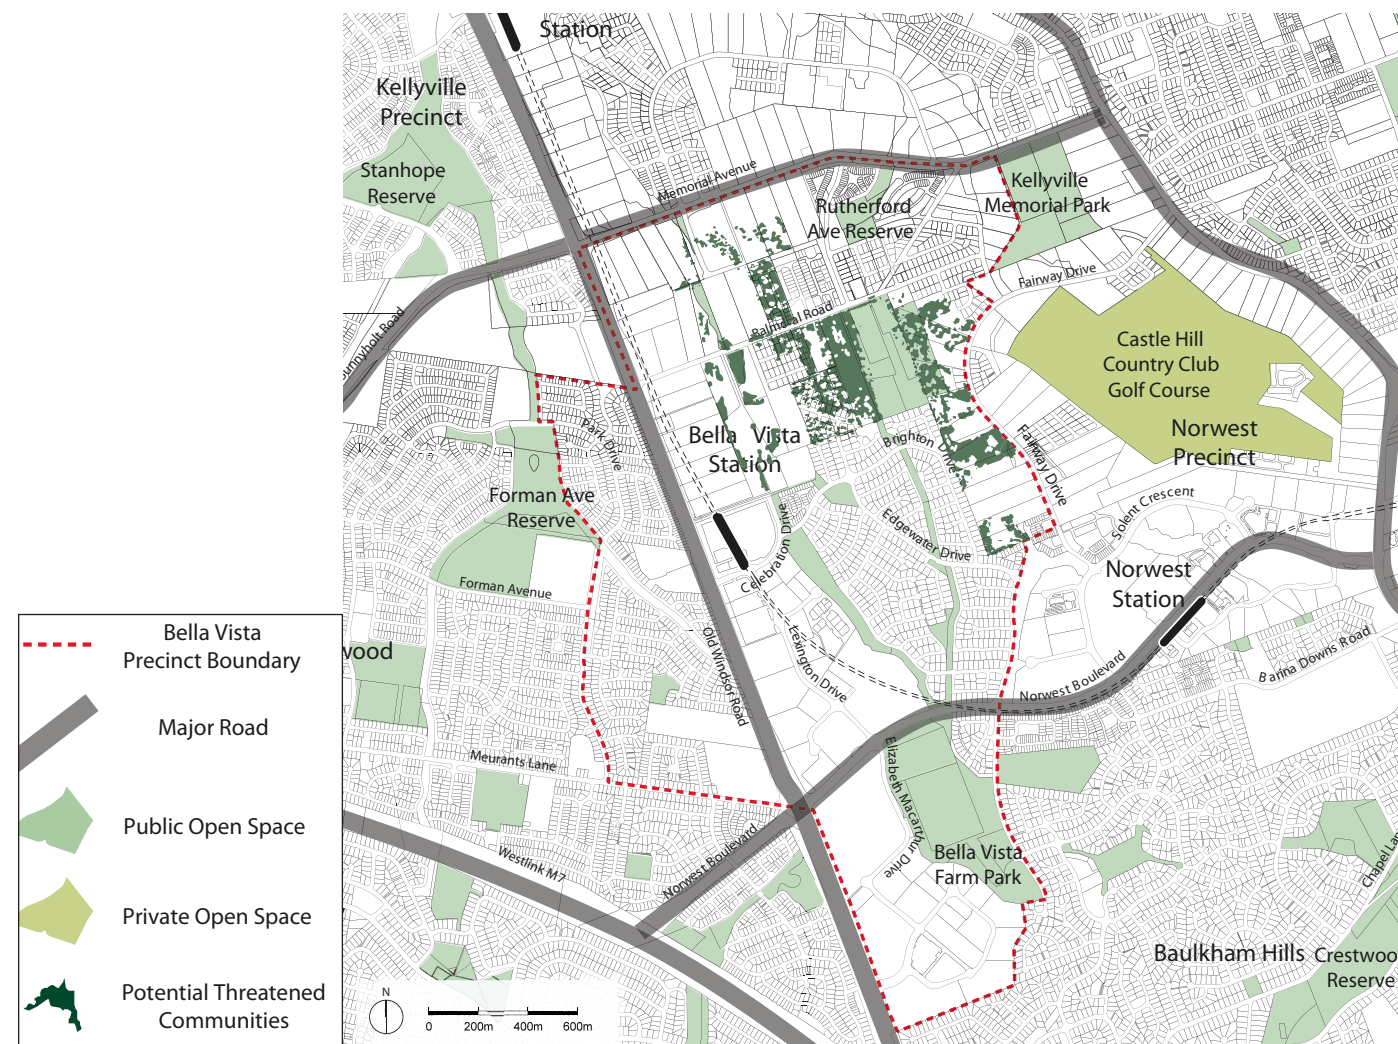 Station
Kellyville
Precinct
Stanhope
Reserve
Memorial Avenue
Kellyville
Memorial Park
Rutherford
Ave Reserve
Fairway Drive
Balmoral Road
Castle Hill
Country Club
Golf Course
Norwest
Precinct
Park Drive
Bella Vista
Station
Brighton Drive
Fairway Drive
Forman Ave
Reserve
Solent Crescent
Edgewater Drive
Celebration Drive
Forman Avenue
Norwest
Station
wood
Old Windsor Road
Lexington Drive
Barina Downs Road
Norwest Boulevard
Meurants Lane
Elizabeth Macarthur Drive
Westlink M7
Norwest Boulevard
Bella Vista
Farm Park
Baulkham Hills
Crestwoo
Reserve
Bella Vista
Precinct Boundary
Major Road
Public Open Space
Private Open Space
Potential Threatened
Communities
N
0 200m 400m 600m